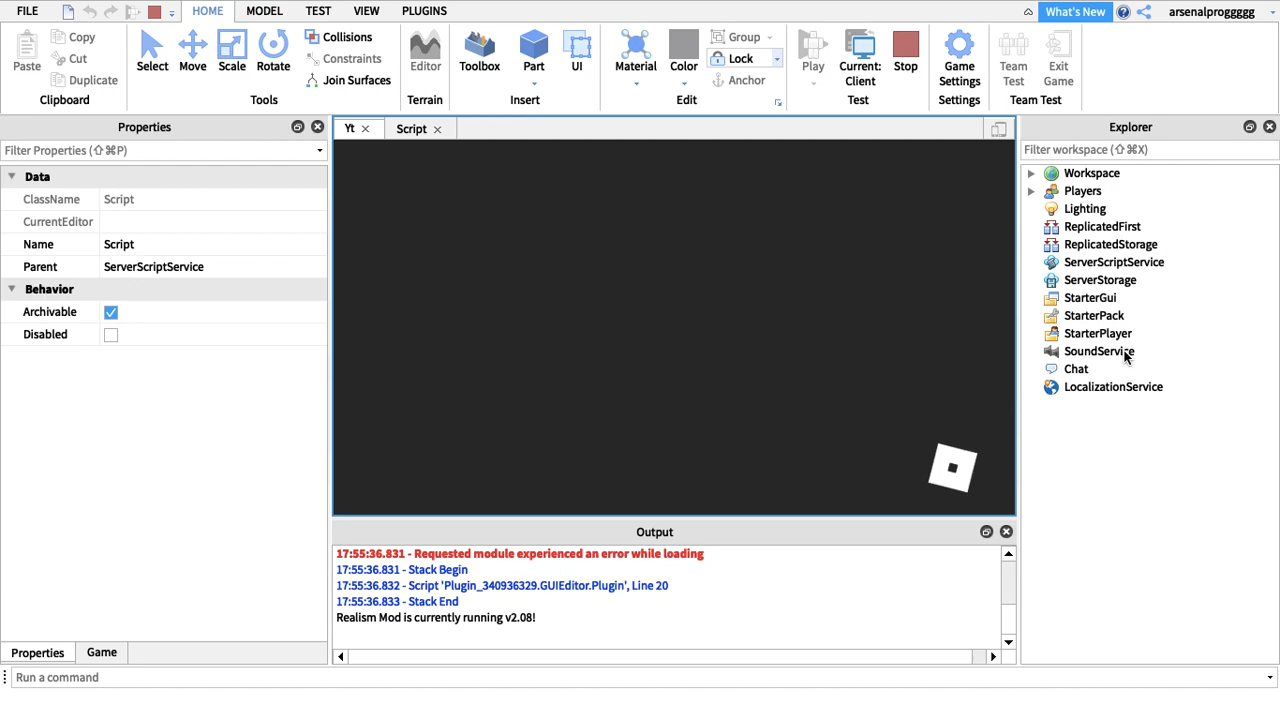 FILE HOME MODEL TEST VIEW PLUGINS What's New arsenalproggggg
Paste Copy Cut Duplicate
Clipboard
Select Move Scale Rotate Collisions Constraints Join Surfaces
Tools
Editor
Terrain
Toolbox Part UI
Insert
Material Color Group Lock Anchor
Edit
Play Current: Client Stop
Test
Game Settings
Settings
Team Test Exit Game
Team Test
Properties
Filter Properties (⇧⌘P)
Data
ClassName Script
CurrentEditor
Name Script
Parent ServerScriptService
Behavior
Archivable
Disabled
Properties Game
Yt Script
Output
17:55:36.831 - Requested module experienced an error while loading
17:55:36.831 - Stack Begin
17:55:36.832 - Script 'Plugin_340936329.GUIEditor.Plugin', Line 20
17:55:36.833 - Stack End
Realism Mod is currently running v2.08!
Explorer
Filter workspace (⇧⌘X)
Workspace
Players
Lighting
ReplicatedFirst
ReplicatedStorage
ServerScriptService
ServerStorage
StarterGui
StarterPack
StarterPlayer
SoundService
Chat
LocalizationService
Run a command